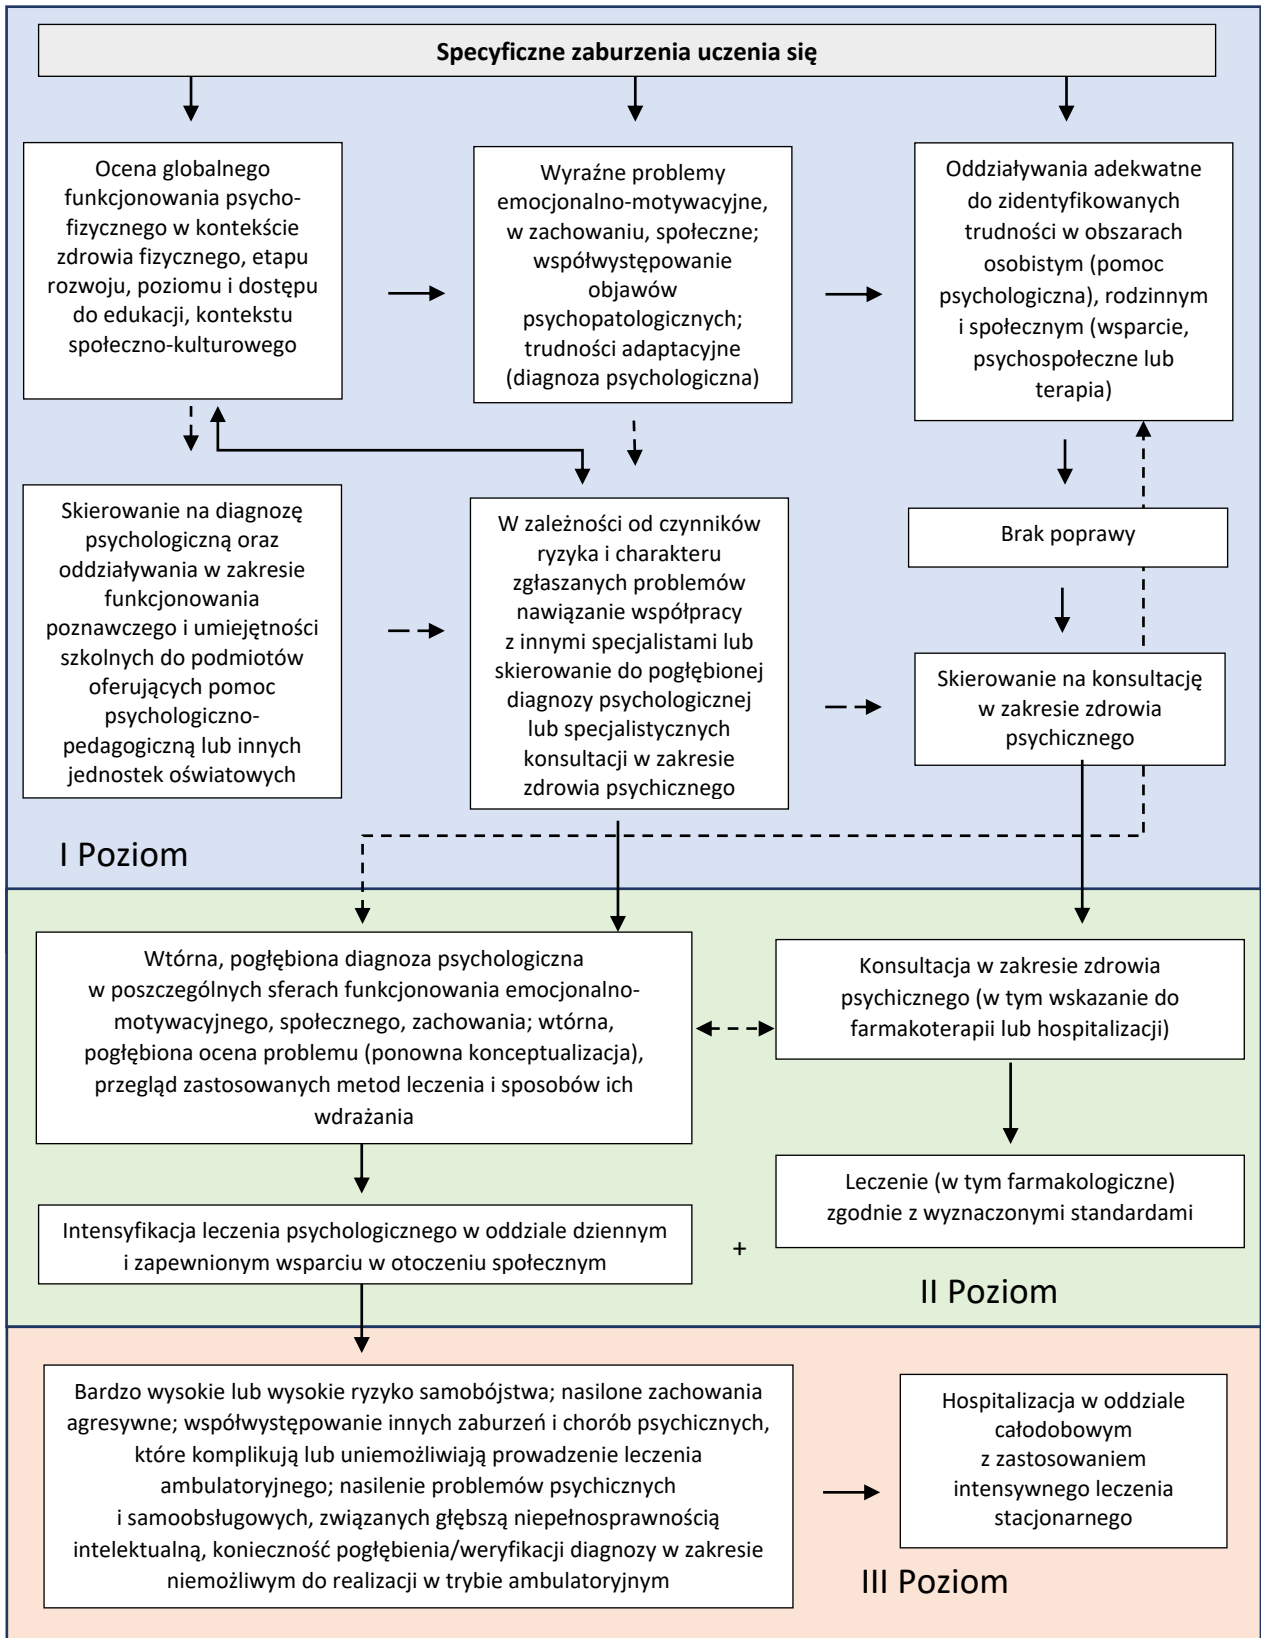 Specyficzne zaburzenia uczenia się
Ocena globalnego
funkcjonowania psycho-
fizycznego w kontekście
zdrowia fizycznego, etapu
rozwoju, poziomu i dostępu
do edukacji, kontekstu
społeczno-kulturowego
Wyraźne problemy
emocjonalno-motywacyjne,
w zachowaniu, społeczne;
współwystępowanie
objawów
psychopatologicznych;
trudności adaptacyjne
(diagnoza psychologiczna)
Oddziaływania adekwatne
do zidentyfikowanych
trudności w obszarach
osobistym (pomoc
psychologiczna), rodzinnym
i społecznym (wsparcie,
psychospołeczne lub
terapia)
Skierowanie na diagnozę
psychologiczną oraz
oddziaływania w zakresie
funkcjonowania
poznawczego i umiejętności
szkolnych do podmiotów
oferujących pomoc
psychologiczno-
pedagogiczną lub innych
jednostek oświatowych
W zależności od czynników
ryzyka i charakteru
zgłaszanych problemów
nawiązanie współpracy
z innymi specjalistami lub
skierowanie do pogłębionej
diagnozy psychologicznej
lub specjalistycznych
konsultacji w zakresie
zdrowia psychicznego
Brak poprawy
Skierowanie na konsultację
w zakresie zdrowia
psychicznego
I Poziom
Wtórna, pogłębiona diagnoza psychologiczna
w poszczególnych sferach funkcjonowania emocjonalno-
motywacyjnego, społecznego, zachowania; wtórna,
pogłębiona ocena problemu (ponowna konceptualizacja),
przegląd zastosowanych metod leczenia i sposobów ich
wdrażania
Konsultacja w zakresie zdrowia
psychicznego (w tym wskazanie do
farmakoterapii lub hospitalizacji)
Intensyfikacja leczenia psychologicznego w oddziale dziennym
i zapewnionym wsparciu w otoczeniu społecznym
+
Leczenie (w tym farmakologiczne)
zgodnie z wyznaczonymi standardami
II Poziom
Bardzo wysokie lub wysokie ryzyko samobójstwa; nasilone zachowania
agresywne; współwystępowanie innych zaburzeń i chorób psychicznych,
które komplikują lub uniemożliwiają prowadzenie leczenia
ambulatoryjnego; nasilenie problemów psychicznych
i samoobsługowych, związanych głębszą niepełnosprawnością
intelektualną, konieczność pogłębienia/weryfikacji diagnozy w zakresie
niemożliwym do realizacji w trybie ambulatoryjnym
Hospitalizacja w oddziale
całodobowym
z zastosowaniem
intensywnego leczenia
stacjonarnego
III Poziom